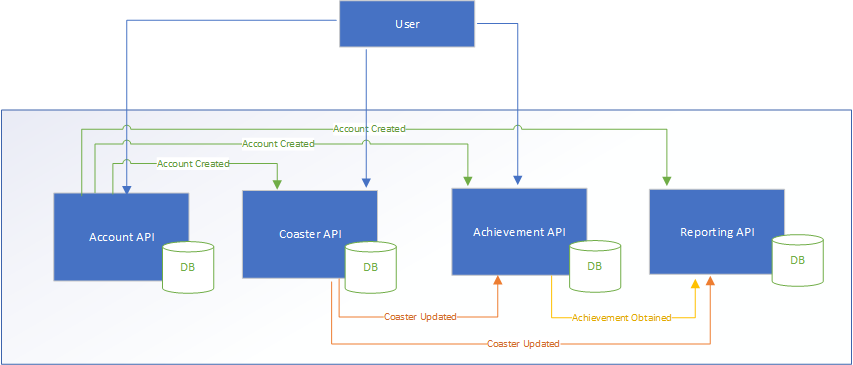 User
Account Created
Account Created
Account Created
Account API
DB
Coaster API
DB
Achievement API
DB
Reporting API
DB
Coaster Updated
Achievement Obtained
Coaster Updated